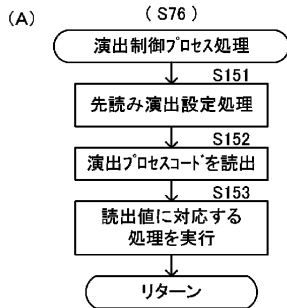 (A)
(S76)
演出制御プロセス処理
S151
先読み演出設定処理
S152
演出プロセスコードを読出
S153
読出値に対応する
処理を実行
リターン